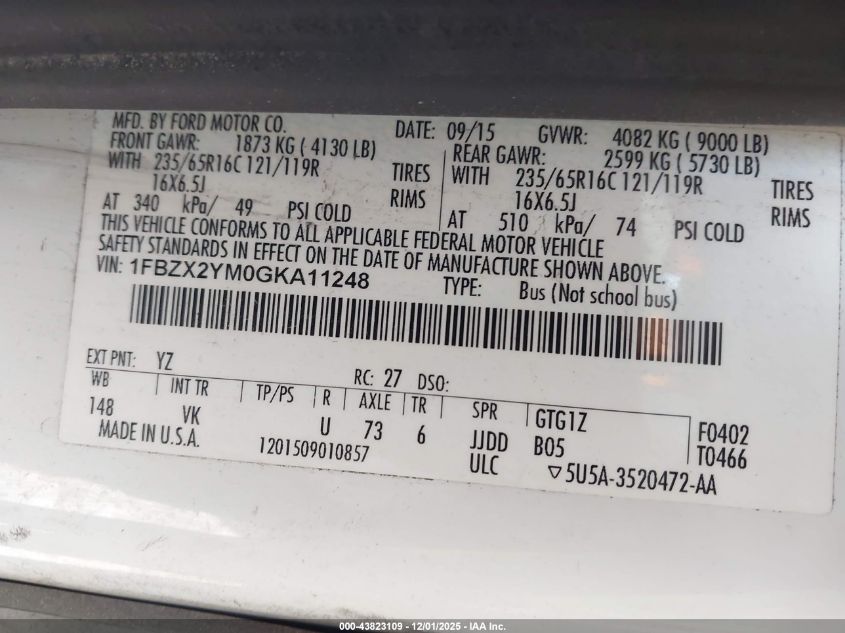 MFD. BY FORD MOTOR CO. DATE: 09/15 GVWR: 4082 KG ( 9000 LB)
FRONT GAWR: 1873 KG ( 4130 LB) REAR GAWR: 2599 KG ( 5730 LB)
WITH 235/65R16C 121/119R TIRES WITH 235/65R16C 121/119R TIRES
16X6.5J RIMS 16X6.5J RIMS
AT 340 kPa/ 49 PSI COLD AT 510 kPa/ 74 PSI COLD
THIS VEHICLE CONFORMS TO ALL APPLICABLE FEDERAL MOTOR VEHICLE
SAFETY STANDARDS IN EFFECT ON THE DATE OF MANUFACTURE SHOWN ABOVE.
VIN: 1FBZX2YM0GKA11248 TYPE: Bus (Not school bus)
EXT PNT: YZ RC: 27 DSO:
WB INT TR TP/PS R AXLE TR SPR GTG1Z F0402
148 VK U 73 6 JJDD B05 T0466
MADE IN U.S.A. 1201509010857 ULC ▽5U5A-3520472-AA
000-43823109 - 12/01/2025 - IAA Inc.